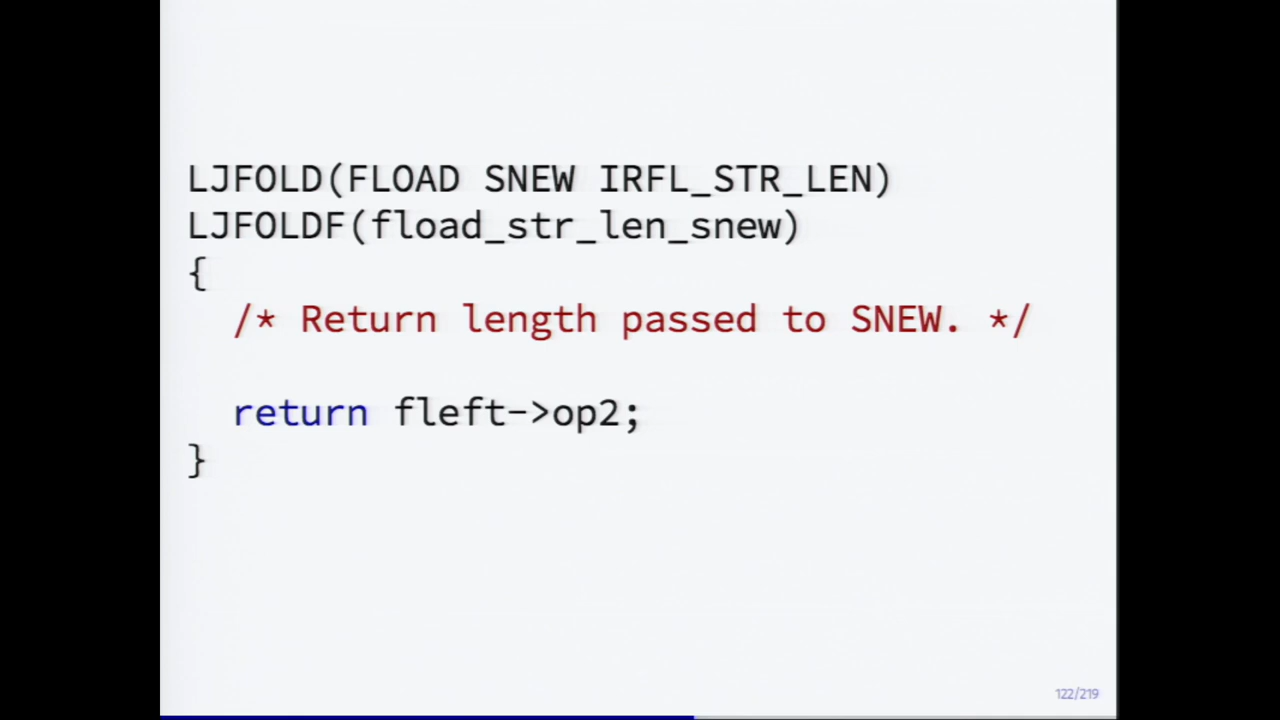 LJFOLD(FLOAD SNEW IRFL_STR_LEN)
LJFOLDF(fload_str_len_snew)
{
  /* Return length passed to SNEW. */
  return fleft->op2;
}
122/219